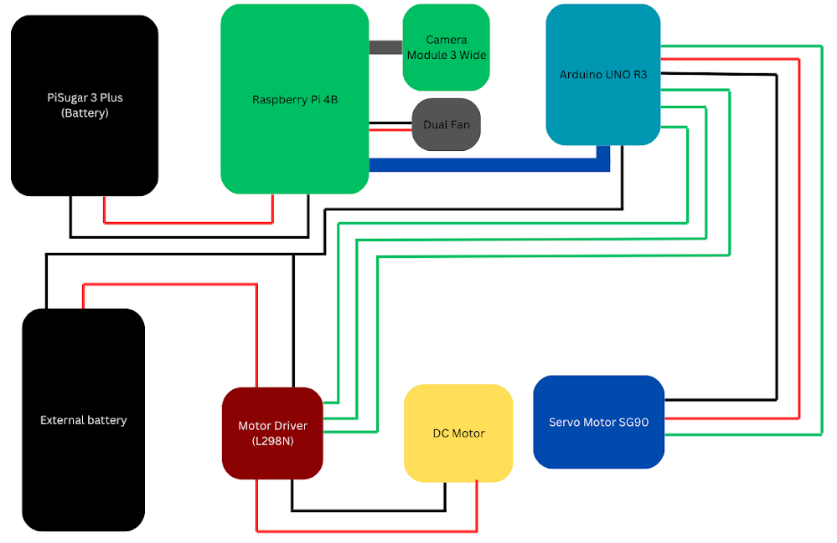 PiSugar 3 Plus
(Battery)
Raspberry Pi 4B
Camera
Module 3 Wide
Dual Fan
Arduino UNO R3
External battery
Motor Driver
(L298N)
DC Motor
Servo Motor SG90